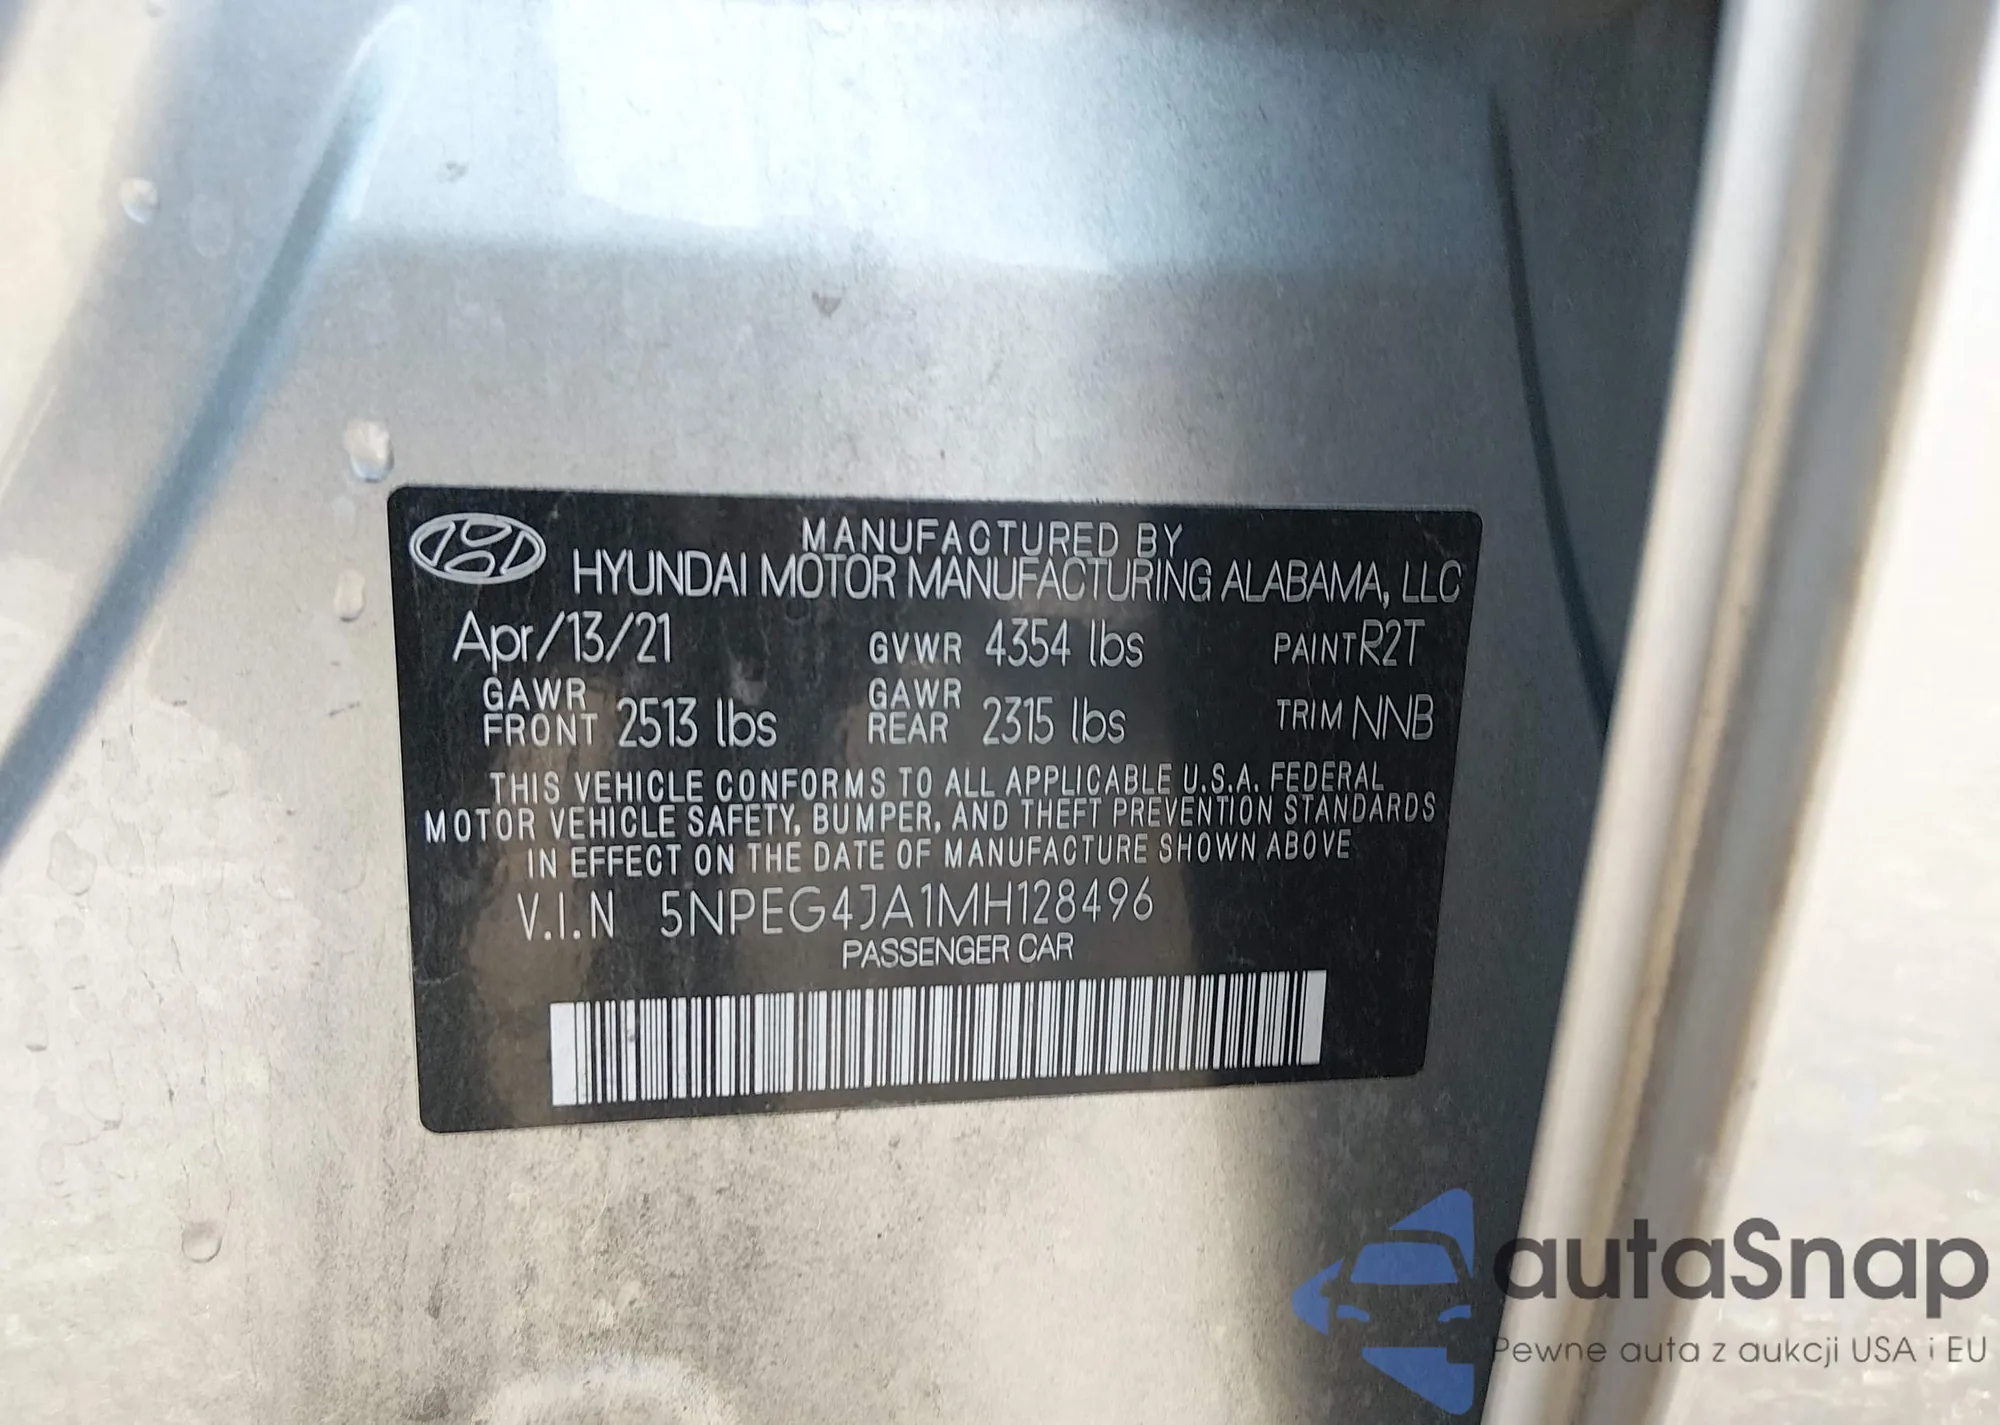 MANUFACTURED BY
HYUNDAI MOTOR MANUFACTURING ALABAMA, LLC
Apr/13/21 GVWR 4354 lbs PAINT R2T
GAWR FRONT 2513 lbs GAWR REAR 2315 lbs TRIM NNB
THIS VEHICLE CONFORMS TO ALL APPLICABLE U.S.A. FEDERAL
MOTOR VEHICLE SAFETY, BUMPER, AND THEFT PREVENTION STANDARDS
IN EFFECT ON THE DATE OF MANUFACTURE SHOWN ABOVE
V.I.N 5NPEG4JA1MH128496
PASSENGER CAR
autaSnap
Pewne auta z aukcji USA i EU